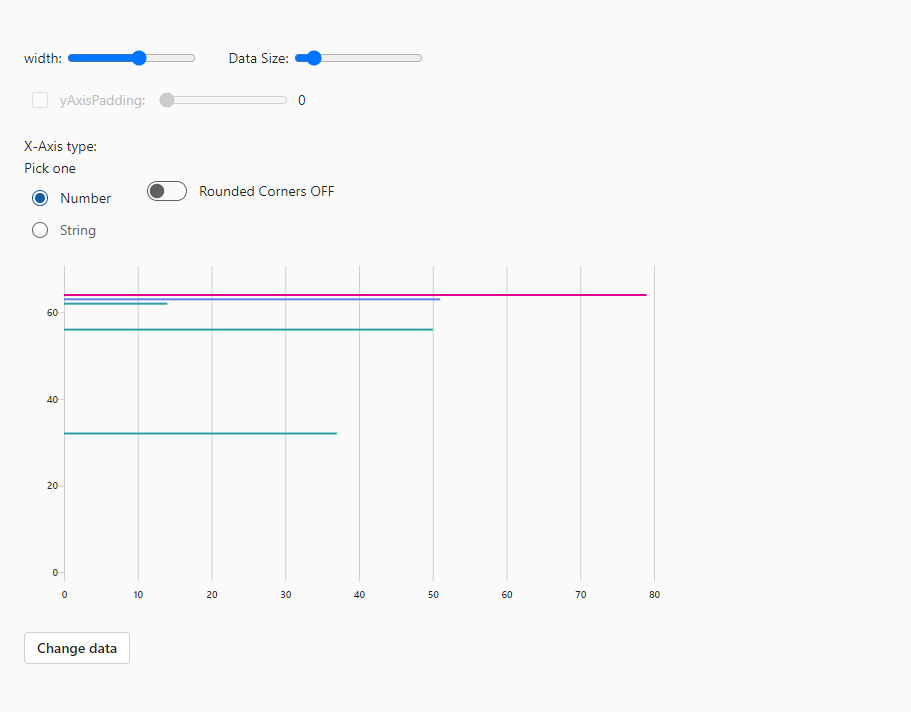 width: Data Size:
yAxisPadding: 0
X-Axis type:
Pick one
Number
Rounded Corners OFF
String
60
40
20
0
0 10 20 30 40 50 60 70 80
Change data